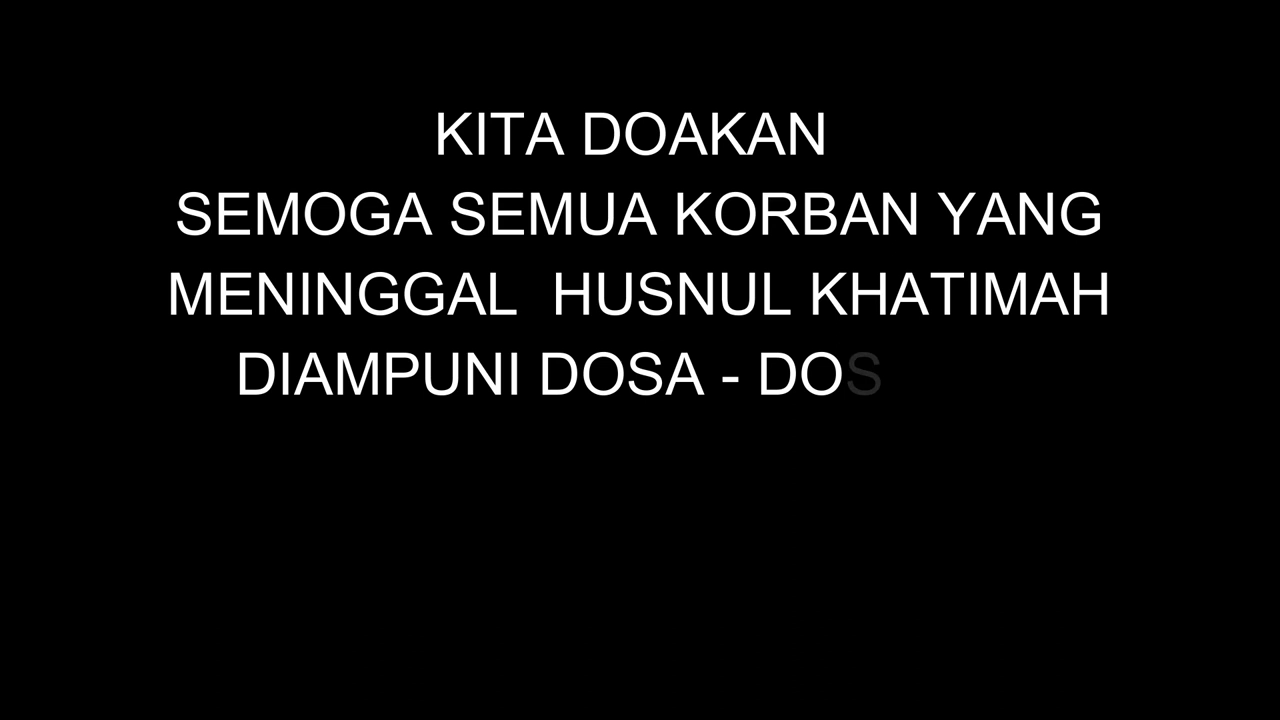 KITA DOAKAN
SEMOGA SEMUA KORBAN YANG
MENINGGAL  HUSNUL KHATIMAH
DIAMPUNI DOSA - DOS